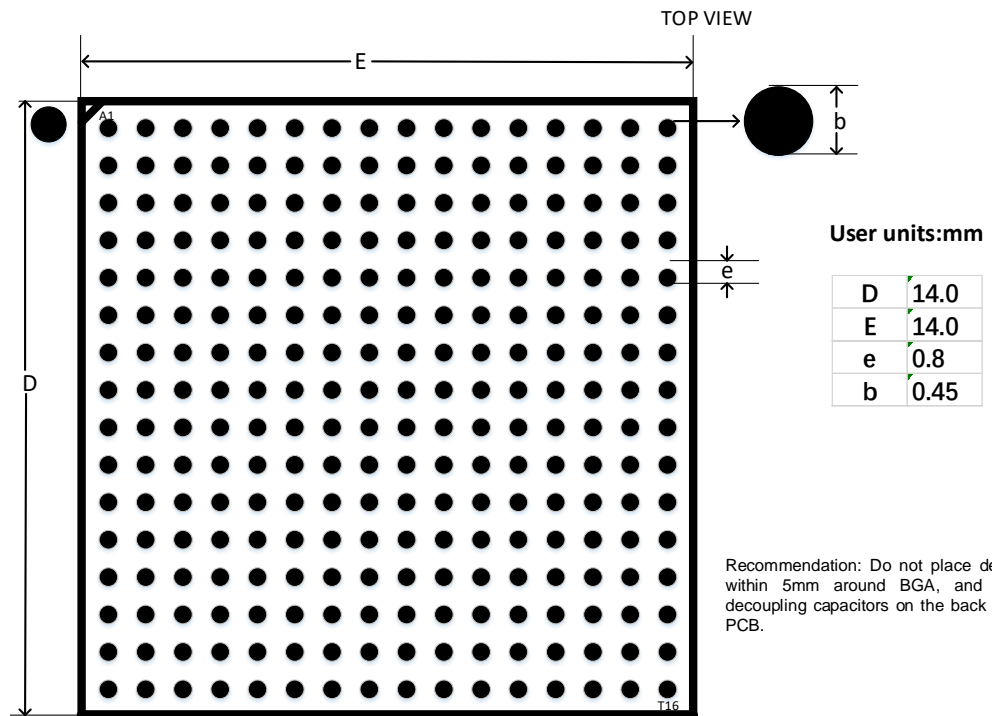 TOP VIEW
E
A1
b
User units:mm
e
D 14.0
E 14.0
e 0.8
b 0.45
D
Recommendation: Do not place
within 5mm around BGA, and
decoupling capacitors on the back
PCB.
T16